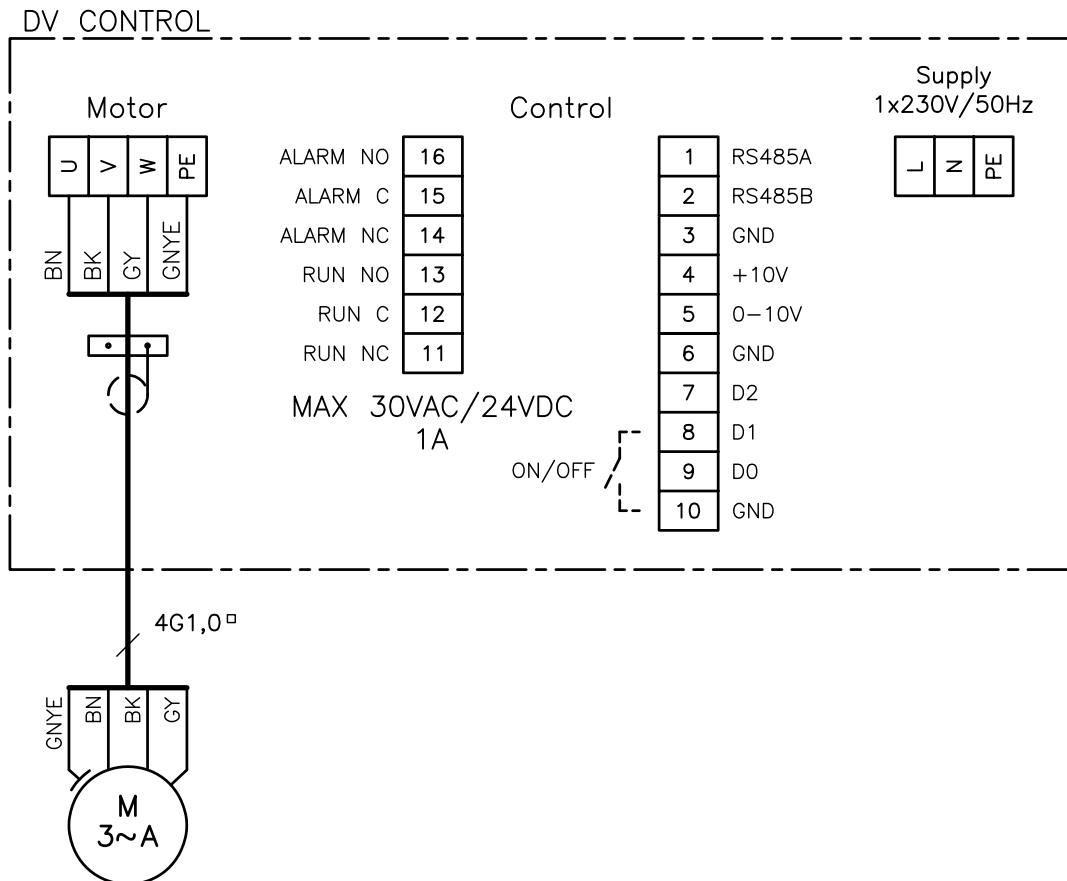 DV CONTROL
Motor
U V W PE
BN BK GY GNYE
Control
ALARM NO 16
ALARM C 15
ALARM NC 14
RUN NO 13
RUN C 12
RUN NC 11
MAX 30VAC/24VDC
1A
1 RS485A
2 RS485B
3 GND
4 +10V
5 0-10V
6 GND
7 D2
8 D1
9 D0
10 GND
ON/OFF
Supply
1x230V/50Hz
L N PE
4G1,0▫
GNYE BN BK GY
M
3~A